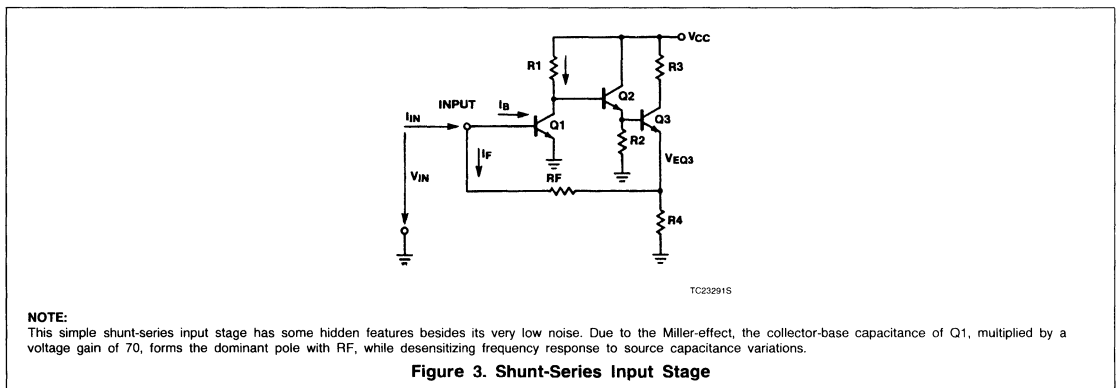 VCC
R1
R3
Q2
INPUT
IB
IIN
Q1
Q3
R2
IF
VEQ3
VIN
RF
R4
TC23291S
NOTE:
This simple shunt-series input stage has some hidden features besides its very low noise. Due to the Miller-effect, the collector-base capacitance of Q1, multiplied by a
voltage gain of 70, forms the dominant pole with RF, while desensitizing frequency response to source capacitance variations.
Figure 3. Shunt-Series Input Stage